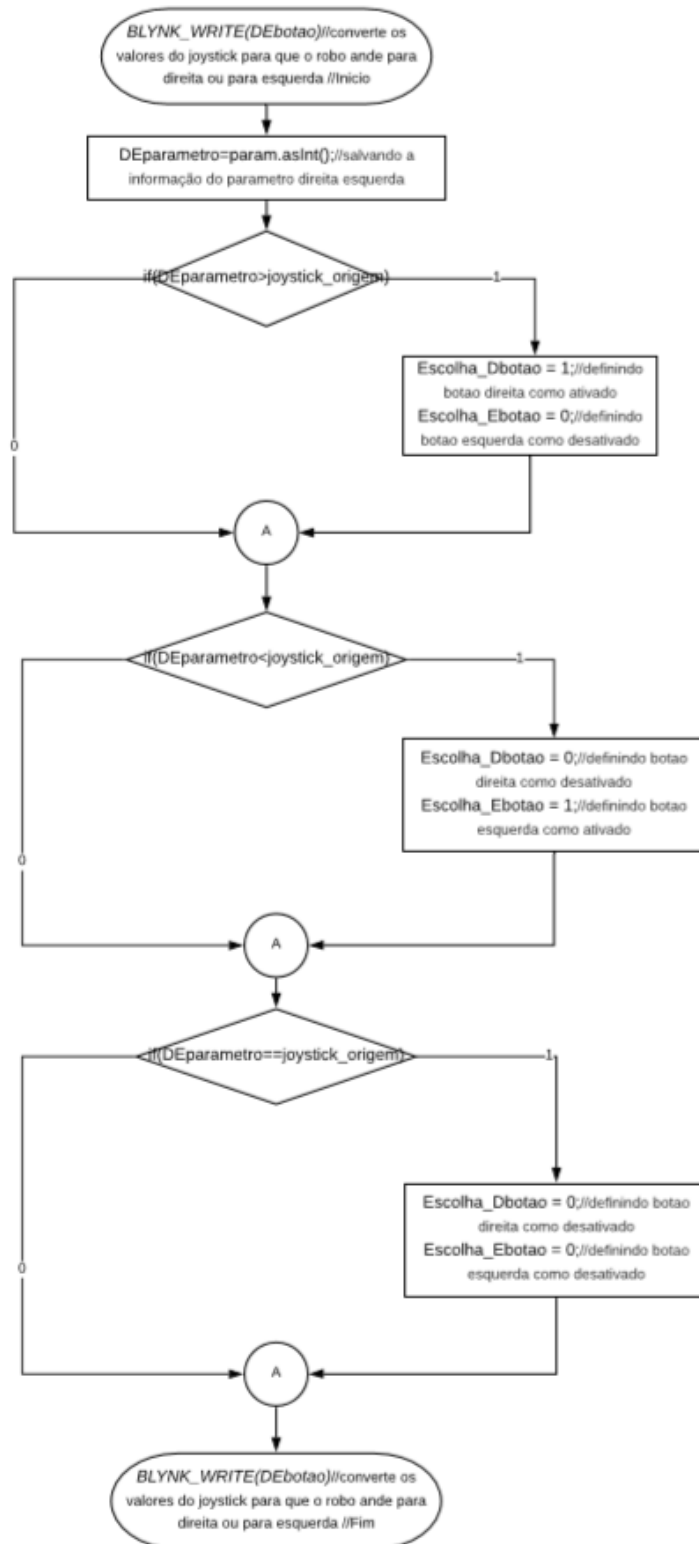 BLYNK_WRITE(DEbotao)//converte os
valores do joystick para que o robo ande para
direita ou para esquerda //Inicio
DEparametro=param.asInt();//salvando a
informação do parametro direita esquerda
if(DEparametro>joystick_origem)
1
Escolha_Dbotao = 1;//definindo
botao direita como ativado
Escolha_Ebotao = 0;//definindo
botao esquerda como desativado
0
A
if(DEparametro<joystick_origem)
1
Escolha_Dbotao = 0;//definindo botao
direita como desativado
Escolha_Ebotao = 1;//definindo botao
esquerda como ativado
0
A
if(DEparametro==joystick_origem)
1
Escolha_Dbotao = 0;//definindo botao
direita como desativado
Escolha_Ebotao = 0;//definindo botao
esquerda como desativado
0
A
BLYNK_WRITE(DEbotao)//converte os
valores do joystick para que o robo ande para
direita ou para esquerda //Fim